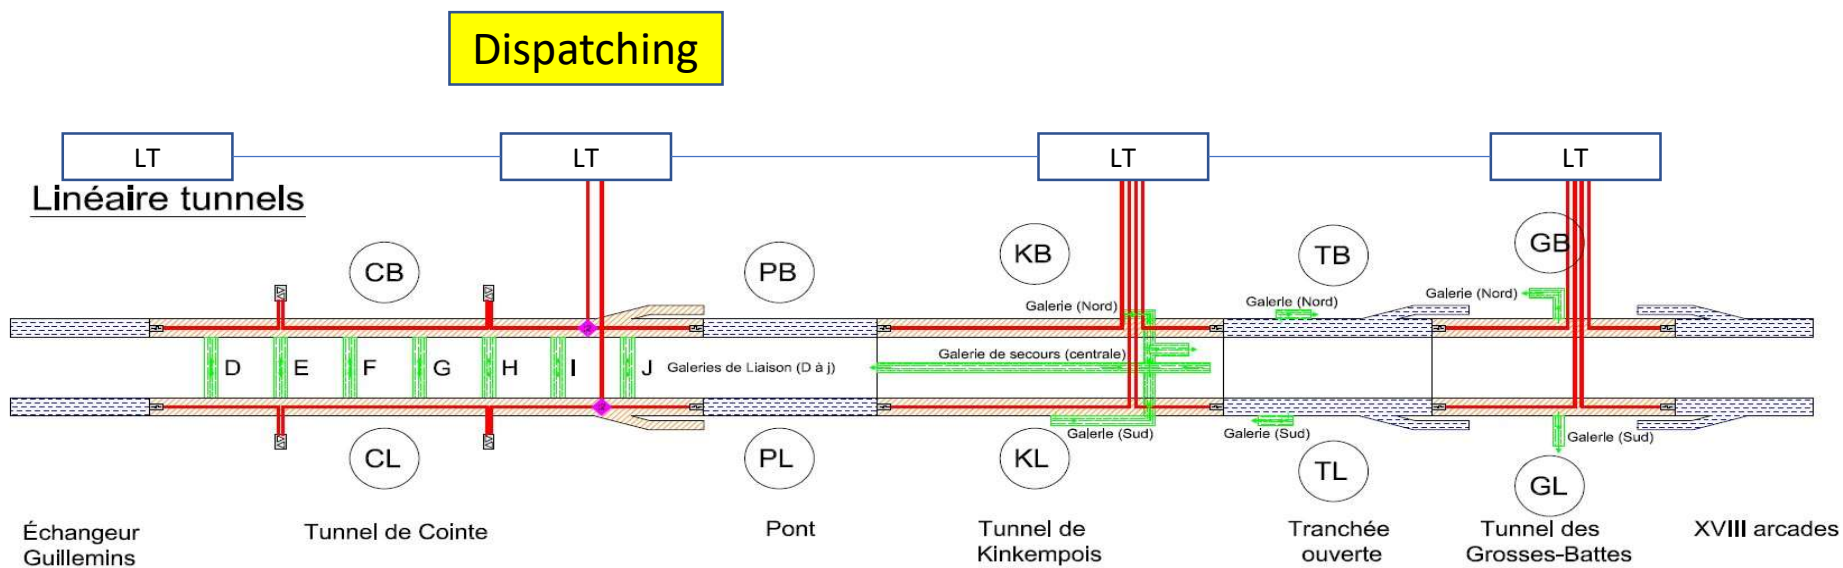 Dispatching
LT
LT
LT
LT
Linéaire tunnels
CB
PB
KB
TB
GB
Galerie (Nord)
Galerie (Nord)
Galerie (Nord)
D
E
F
G
H
I
J
Galeries de Liaison (D à j)
Galerie de secours (centrale)
Galerie (Sud)
Galerie (Sud)
Galerie (Sud)
CL
PL
KL
TL
GL
Échangeur
Guillemins
Tunnel de Cointe
Pont
Tunnel de
Kinkempois
Tranchée
ouverte
Tunnel des
Grosses-Battes
XVIII arcades